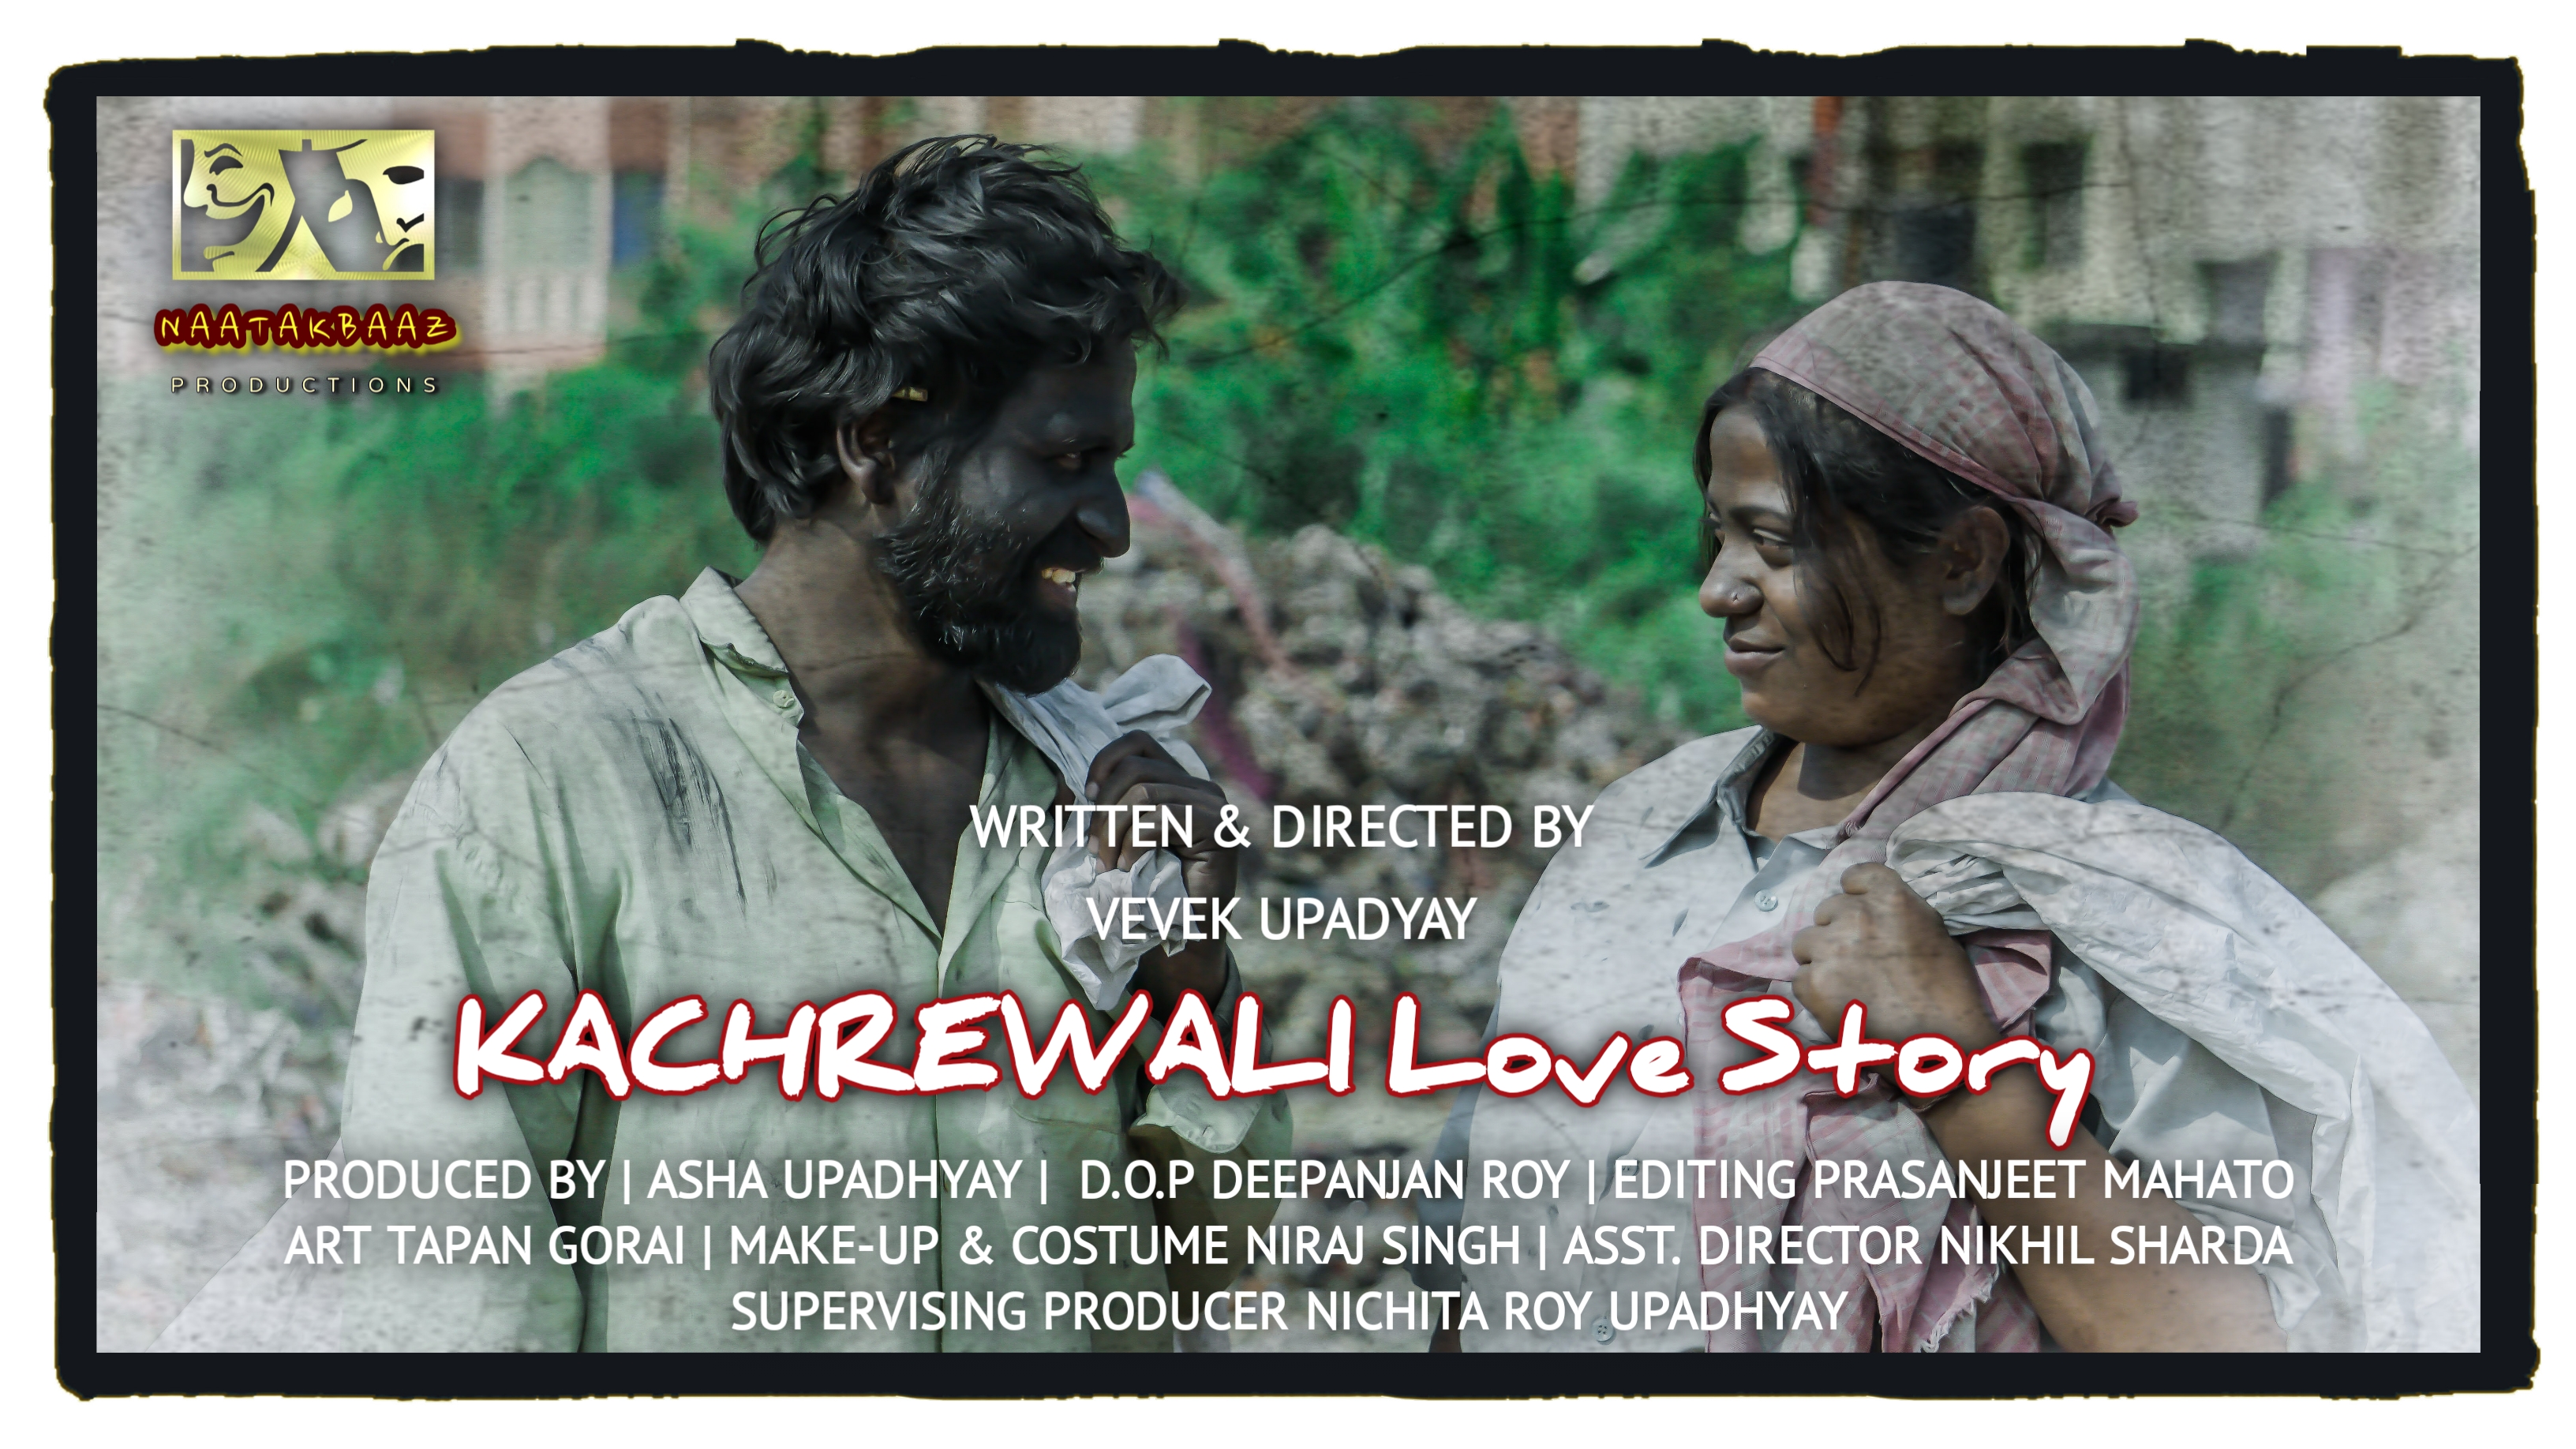 NAATAKBAAZ
PRODUCTIONS
WRITTEN & DIRECTED BY
VEVEK UPADYAY
KACHREWALI Love Story
PRODUCED BY | ASHA UPADHYAY | D.O.P DEEPANJAN ROY | EDITING PRASANJEET MAHATO
ART TAPAN GORAI | MAKE-UP & COSTUME NIRAJ SINGH | ASST. DIRECTOR NIKHIL SHARDA
SUPERVISING PRODUCER NICHITA ROY UPADHYAY